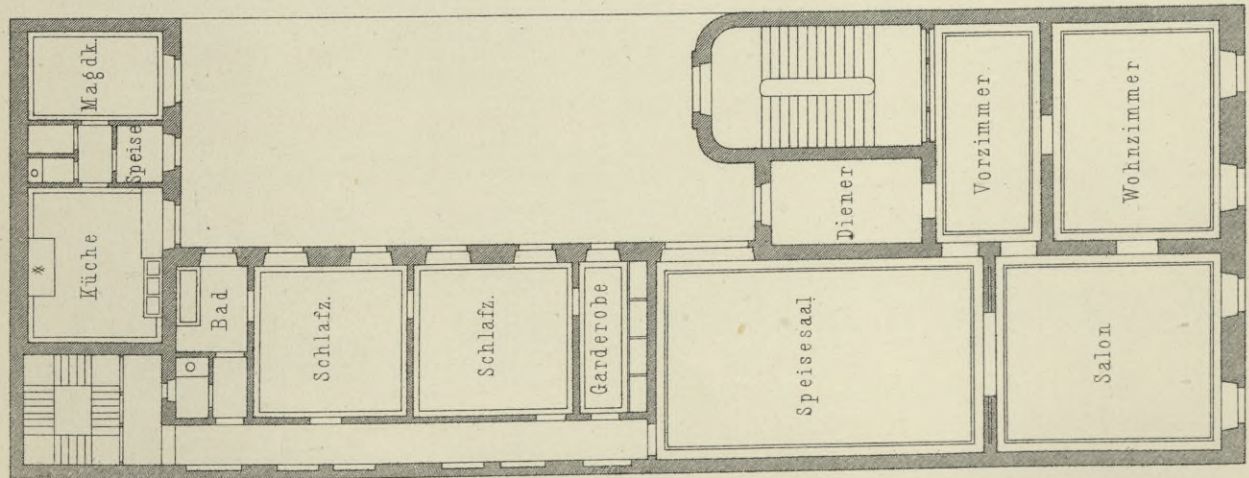 Magdk.
Speise
Küche
Bad
Schlafz.
Schlafz.
Garderobe
Speisesaal
Diener
Vorzimmer
Wohnzimmer
Salon